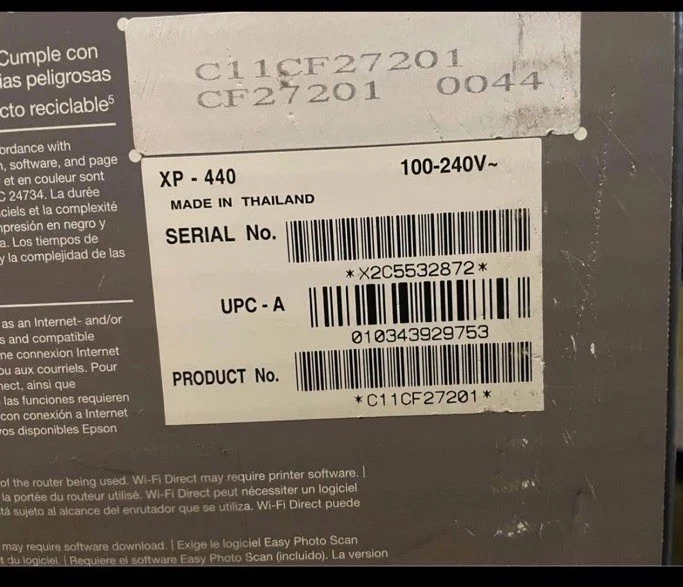 Cumple con
ias peligrosas
cto reciclable5
C11CF27201
CF27201 0044
ordance with
, software, and page
et en couleur sont
C 24734. La durée
ciels et la complexité
presión en negro y
a. Los tiempos de
y la complejidad de las
XP - 440 100-240V~
MADE IN THAILAND
SERIAL No.
*X2C5532872*
UPC - A
010343929753
PRODUCT No.
*C11CF27201*
as an Internet- and/or
s and compatible
ne connexion Internet
ou aux courriels. Pour
nect, ainsi que
las funciones requieren
con conexión a Internet
vos disponibles Epson
of the router being used. Wi-Fi Direct may require printer software. |
la portée du routeur utilisé. Wi-Fi Direct peut nécessiter un logiciel
tá sujeto al alcance del enrutador que se utiliza. Wi-Fi Direct puede
may require software download. | Exige le logiciel Easy Photo Scan
t du logiciel. | Requiere el software Easy Photo Scan (incluido). La version